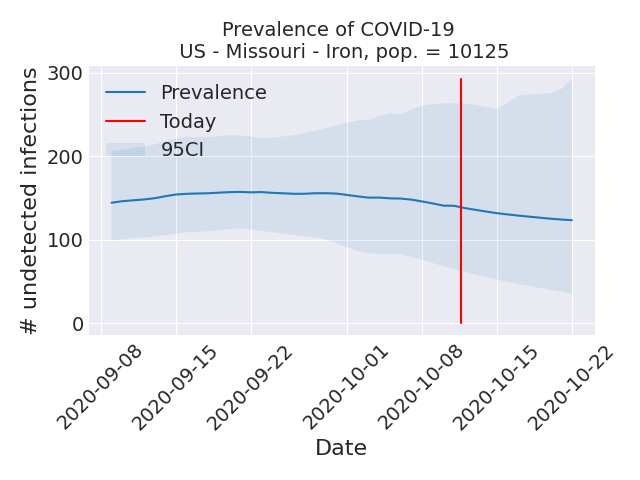 Prevalence of COVID-19
US - Missouri - Iron, pop. = 10125
300
200
100
0
# undetected infections
Prevalence
Today
95CI
2020-09-08
2020-09-15
2020-09-22
2020-10-01
2020-10-08
2020-10-15
2020-10-22
Date